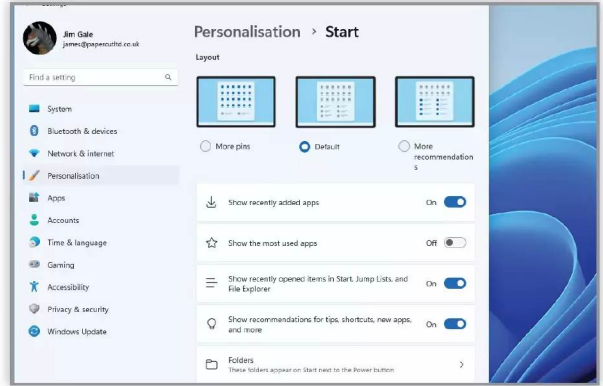 Jim Gale
james@papercutltd.co.uk
Find a setting
System
Bluetooth & devices
Network & internet
Personalisation
Apps
Accounts
Time & language
Gaming
Accessibility
Privacy & security
Windows Update
Personalisation > Start
Layout
More pins
Default
More
recommendation
s
Show recently added apps
On
Show the most used apps
Off
Show recently opened items in Start, Jump Lists, and
File Explorer
On
Show recommendations for tips, shortcuts, new apps,
and more
On
Folders
These folders appear on Start next to the Power button